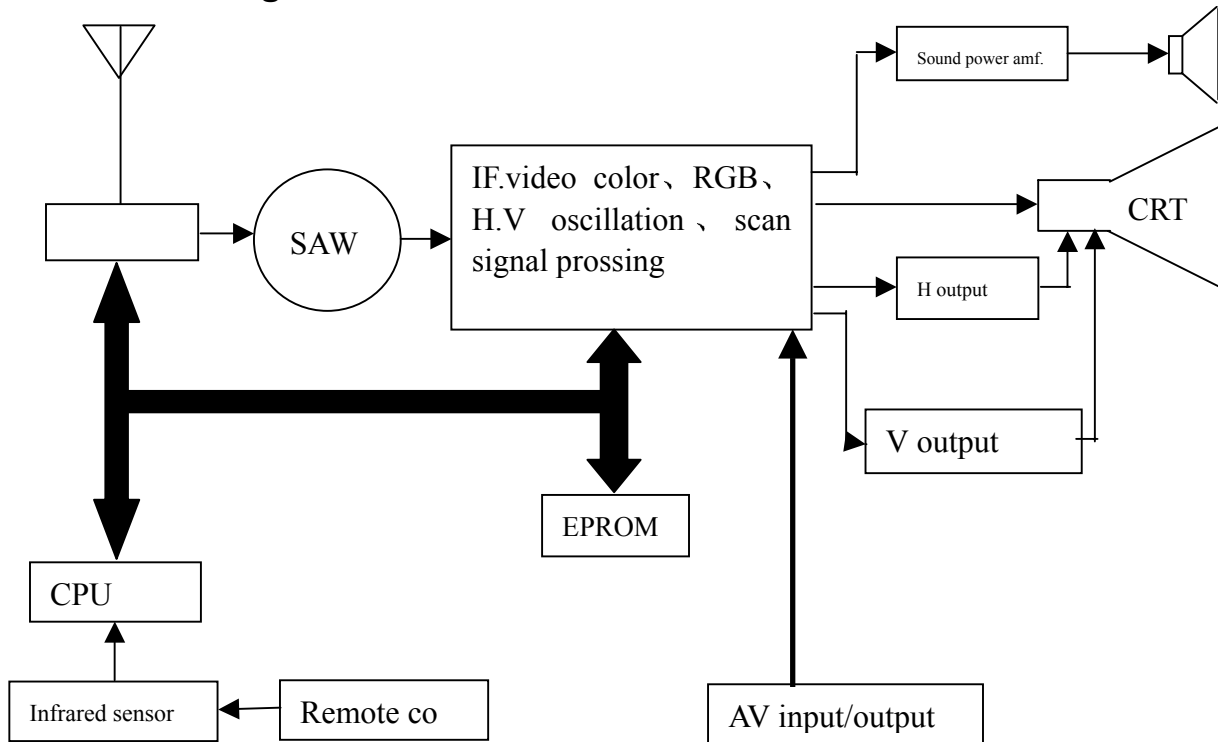 Sound power amf.
IF.video color、RGB、
H.V oscillation、scan
signal prossing
CRT
SAW
H output
V output
EPROM
CPU
Infrared sensor
Remote co
AV input/output